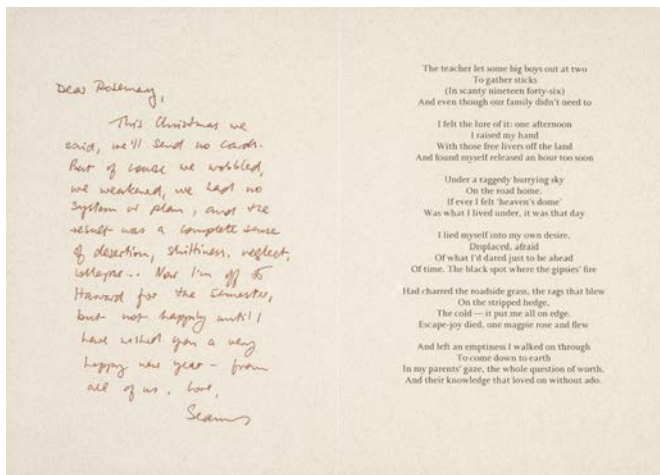 Dear Rosemary,
This Christmas we
said, we'll send no cards.
But of course we wobbled,
we weakened, we had no
system or plan, and the
result was a complete sense
of desertion, shiftiness, neglect,
collapse... Now I'm off to
Harvard for the semester,
but not happily until I
have wished you a very
happy new year - from
all of us. Love,
Seamus
The teacher let some big boys out at two
To gather sticks
(In scanty nineteen forty-six)
And even though our family didn't need to
I felt the lure of it: one afternoon
I raised my hand
With those free livers off the land
And found myself released an hour too soon
Under a raggedy hurrying sky
On the road home.
If ever I felt 'heaven's dome'
Was what I lived under, it was that day
I lied myself into my own desire,
Displaced, afraid
Of what I'd dared just to be ahead
Of time. The black spot where the gipsies' fire
Had charred the roadside grass, the rags that blew
On the stripped hedge,
The cold — it put me all on edge.
Escape-joy died, one magpie rose and flew
And left an emptiness I walked on through
To come down to earth
In my parents' gaze, the whole question of worth,
And their knowledge that loved on without ado.